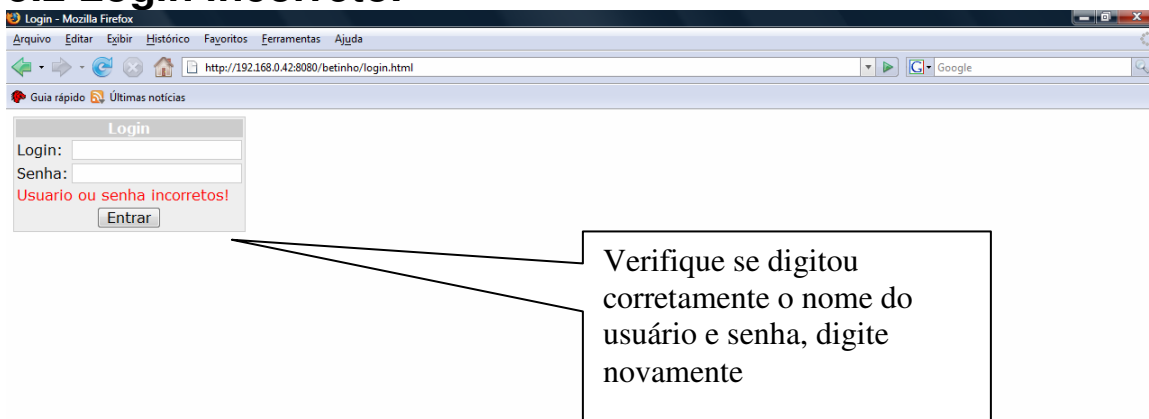 Login - Mozilla Firefox
Arquivo Editar Exibir Histórico Favoritos Ferramentas Ajuda
http://192.168.0.42:8080/betinho/login.html
G Google
Guia rápido Últimas notícias
Login
Login:
Senha:
Usuario ou senha incorretos!
Entrar
Verifique se digitou
corretamente o nome do
usuário e senha, digite
novamente